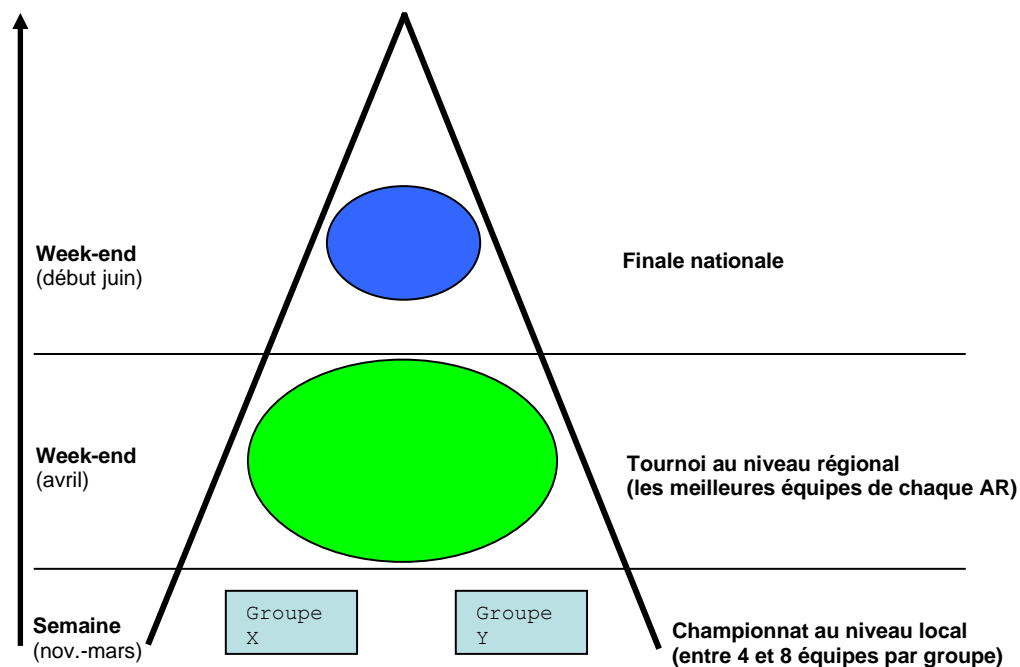 Week-end
(début juin)
Finale nationale
Week-end
(avril)
Tournoi au niveau régional
(les meilleures équipes de chaque AR)
Semaine
(nov.-mars)
Groupe
X
Groupe
Y
Championnat au niveau local
(entre 4 et 8 équipes par groupe)